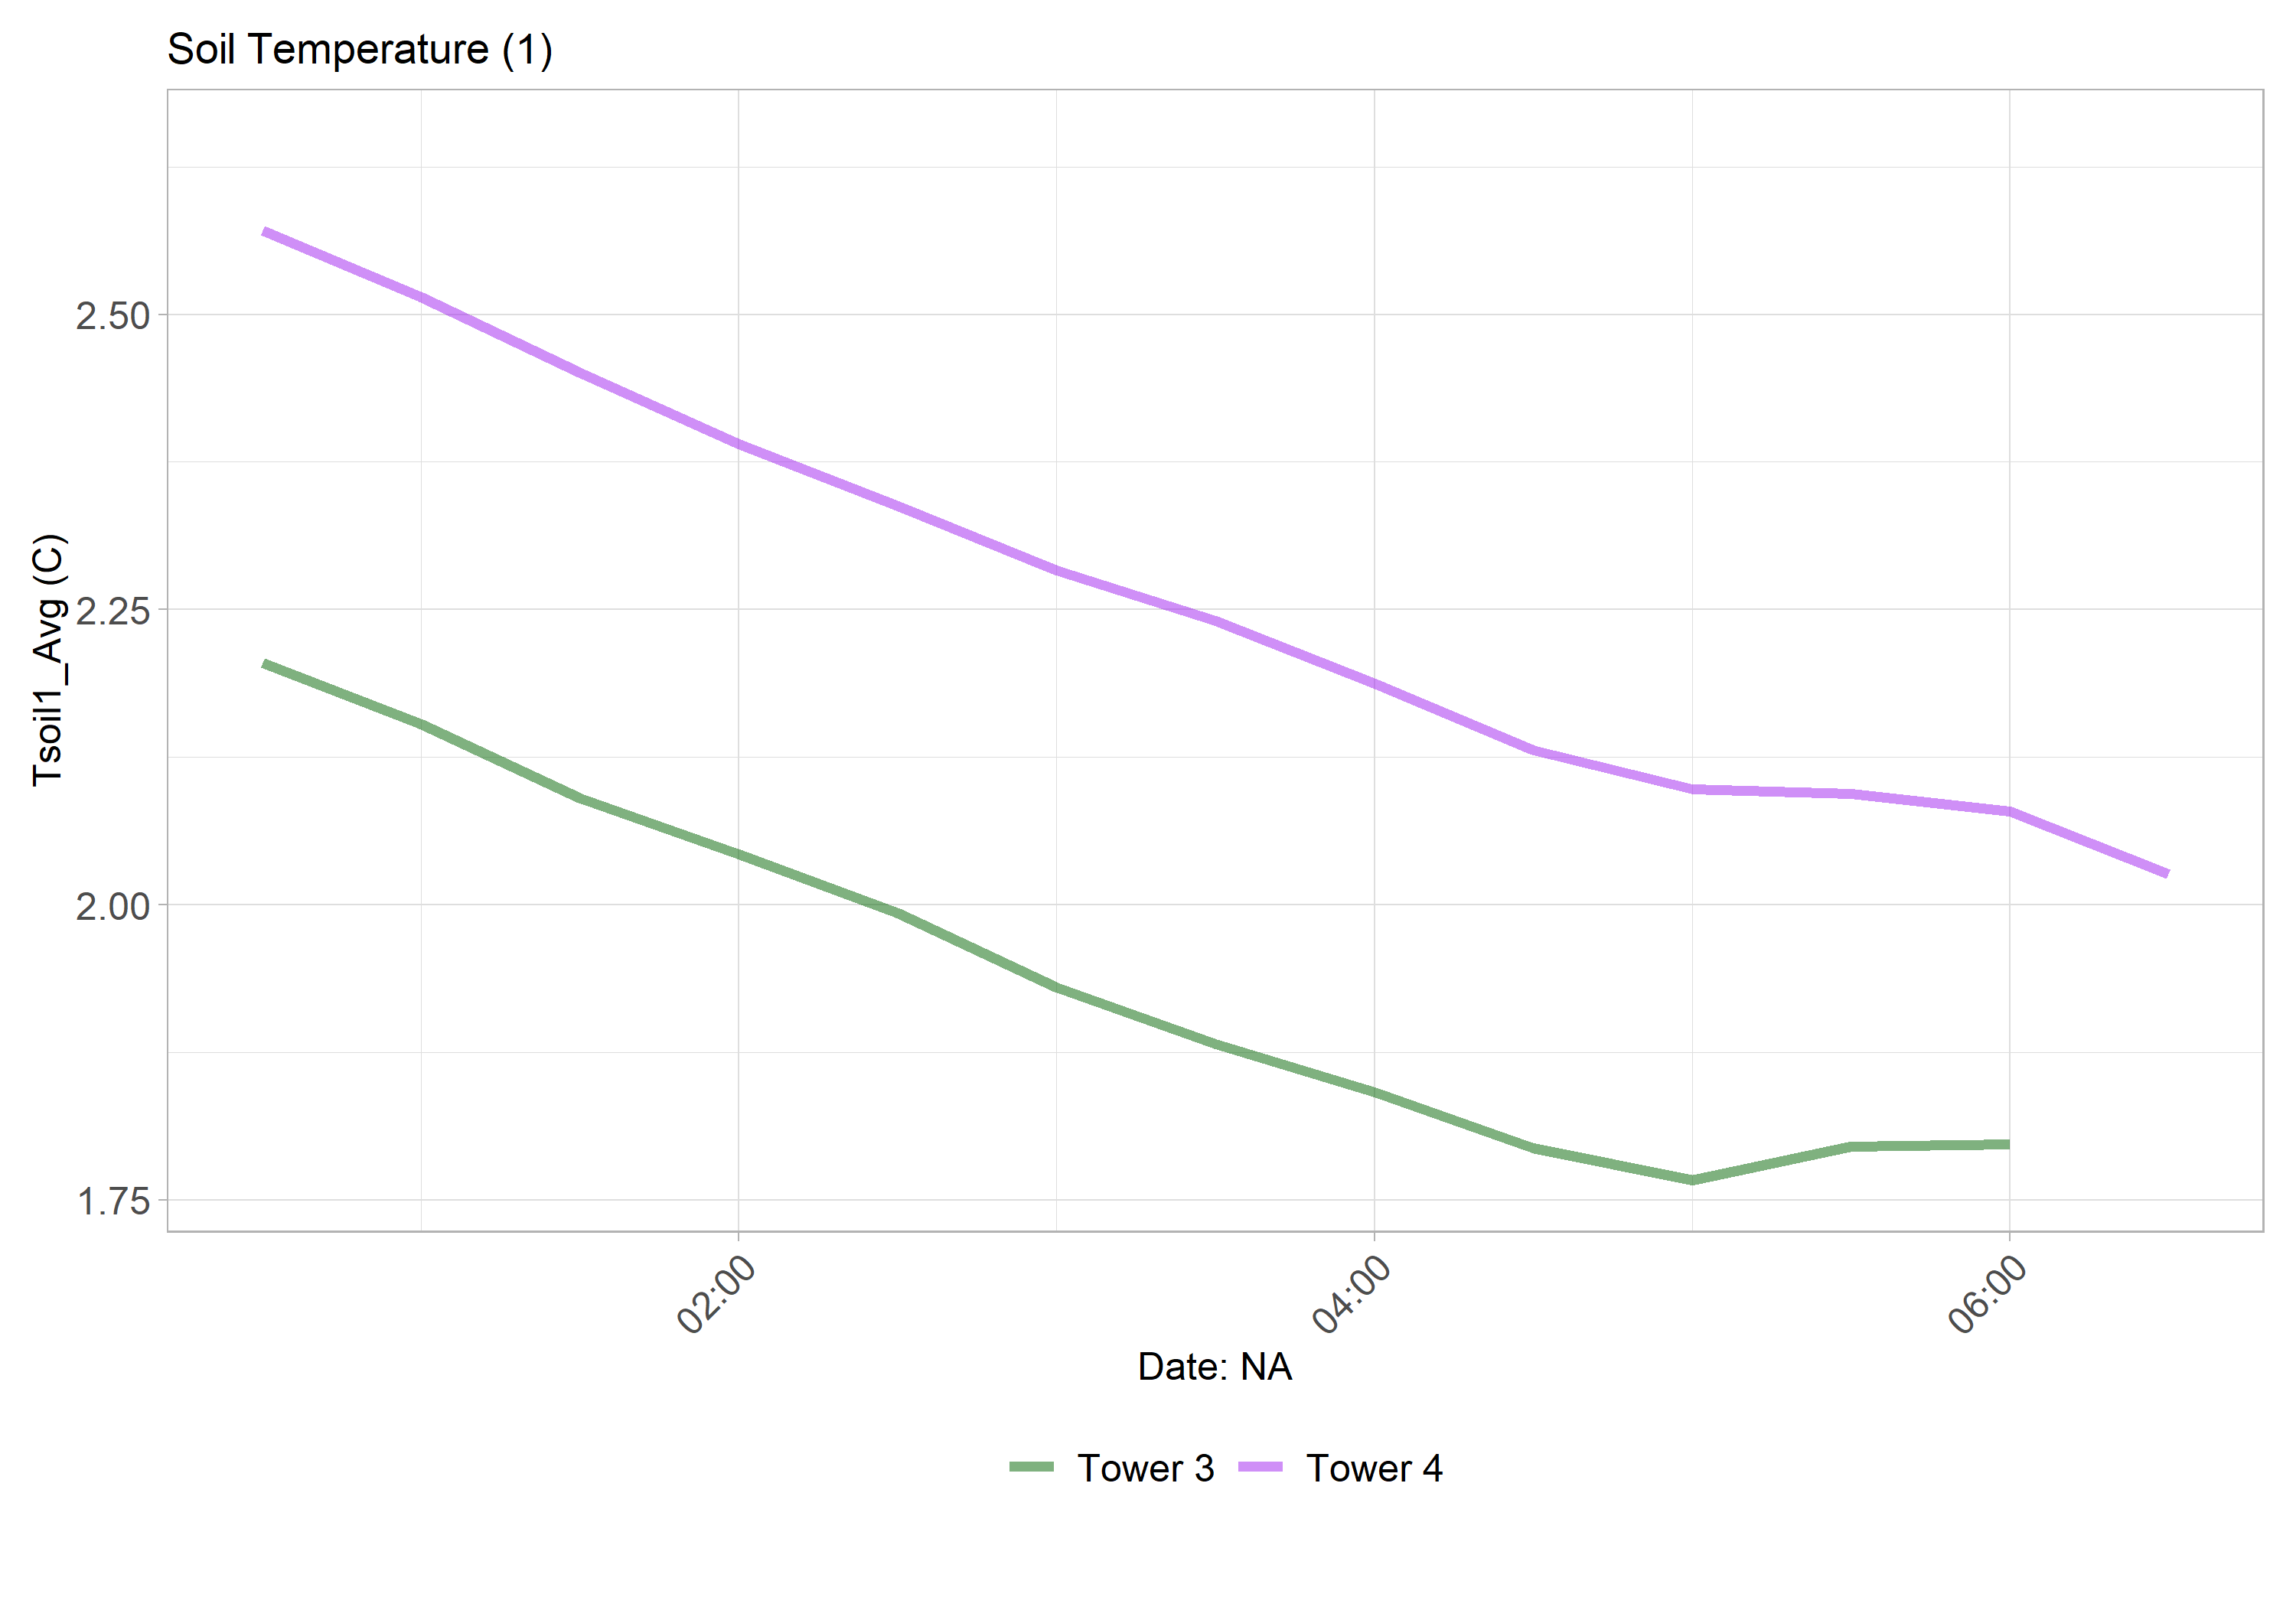 Soil Temperature (1)
Tsoil1_Avg (C)
2.50
2.25
2.00
1.75
02:00
04:00
06:00
Date: NA
Tower 3
Tower 4